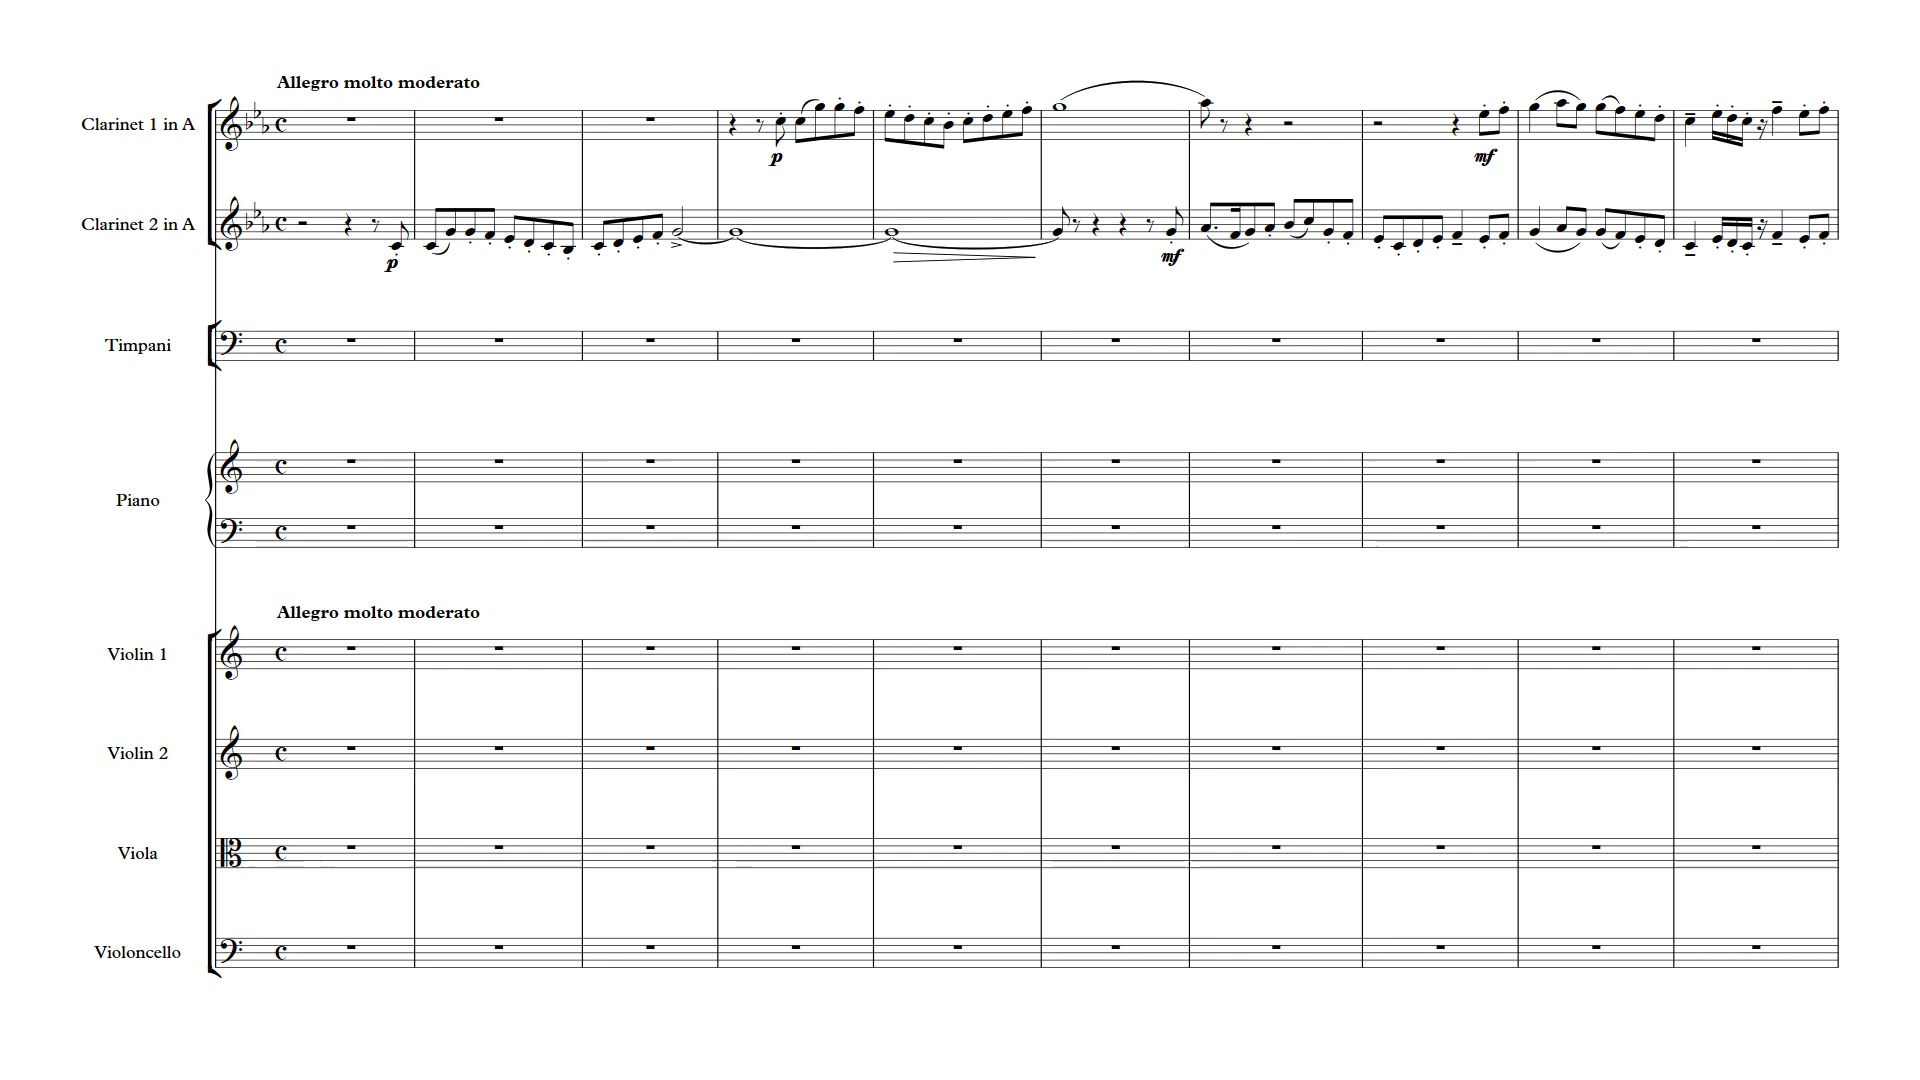 Allegro molto moderato
Clarinet 1 in A
p
mf
Clarinet 2 in A
p
mf
Timpani
Piano
Allegro molto moderato
Violin 1
Violin 2
Viola
Violoncello